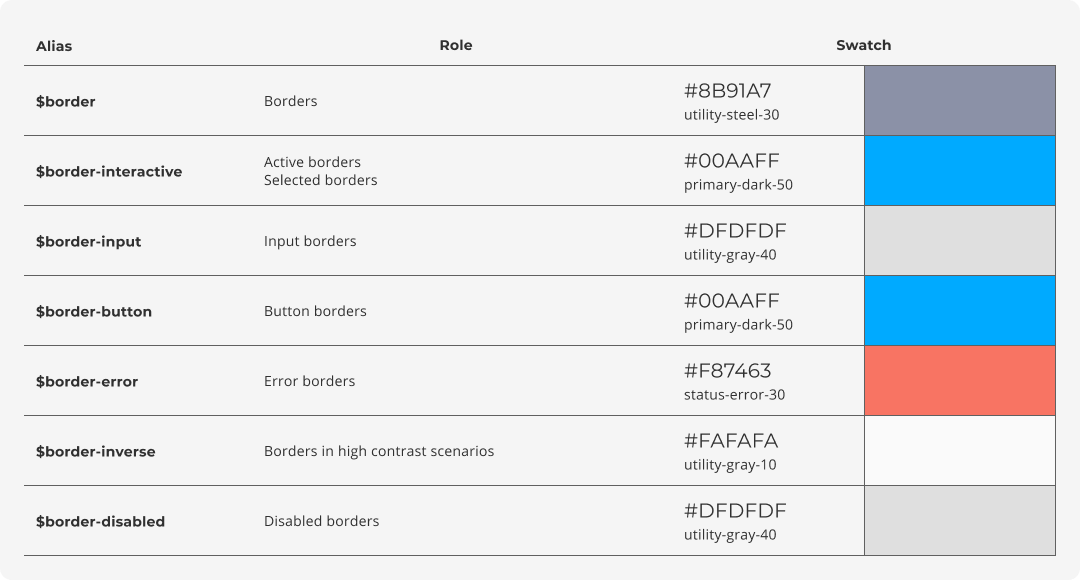 Alias Role Swatch
$border Borders #8B91A7
utility-steel-30
$border-interactive Active borders #00AAFF
Selected borders primary-dark-50
$border-input Input borders #DFDFDF
utility-gray-40
$border-button Button borders #00AAFF
primary-dark-50
$border-error Error borders #F87463
status-error-30
$border-inverse Borders in high contrast scenarios #FAFAFA
utility-gray-10
$border-disabled Disabled borders #DFDFDF
utility-gray-40